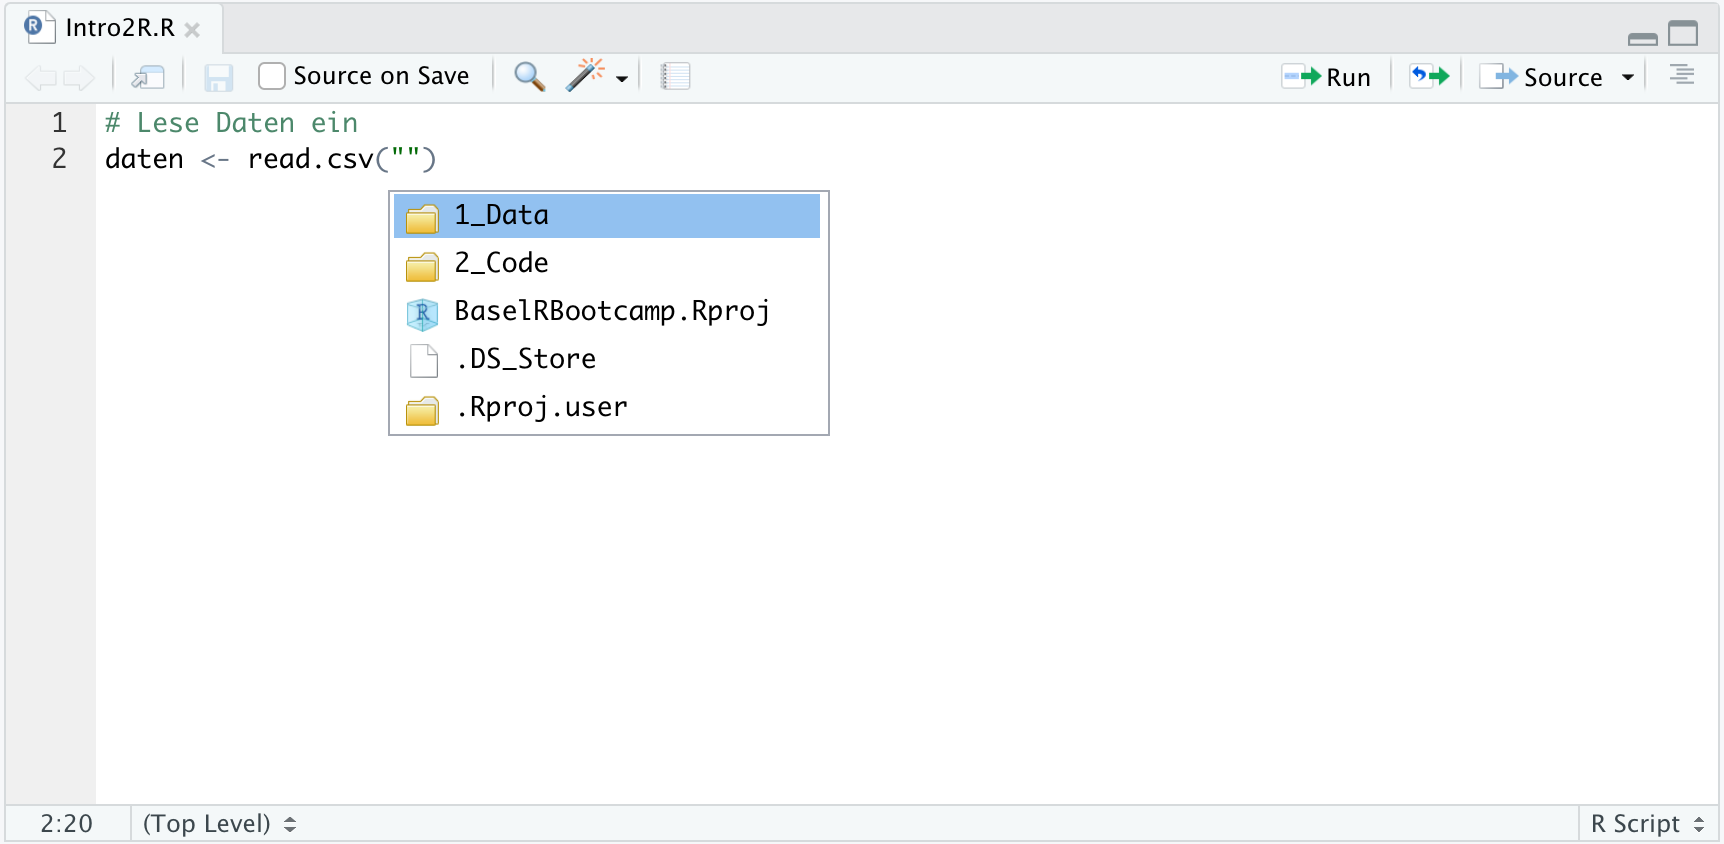 Intro2R.R
Source on Save
Run
Source
1 # Lese Daten ein
2 daten <- read.csv("")
1_Data
2_Code
BaselRBootcamp.Rproj
.DS_Store
.Rproj.user
2:20 (Top Level) R Script